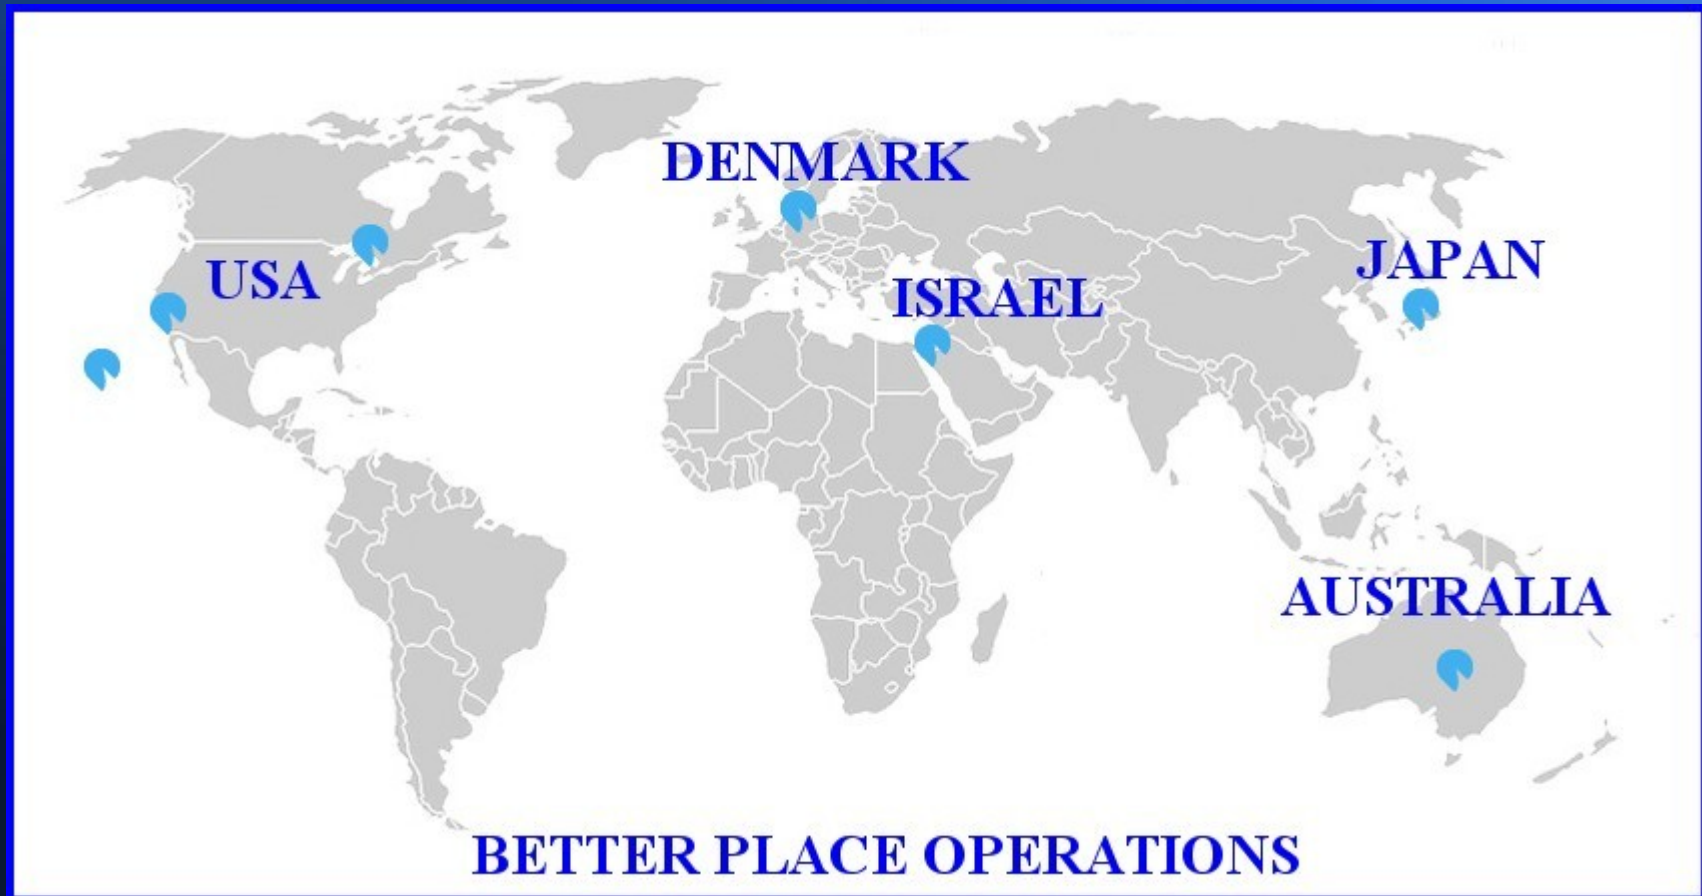 DENMARK
JAPAN
USA
ISRAEL
AUSTRALIA
BETTER PLACE OPERATIONS